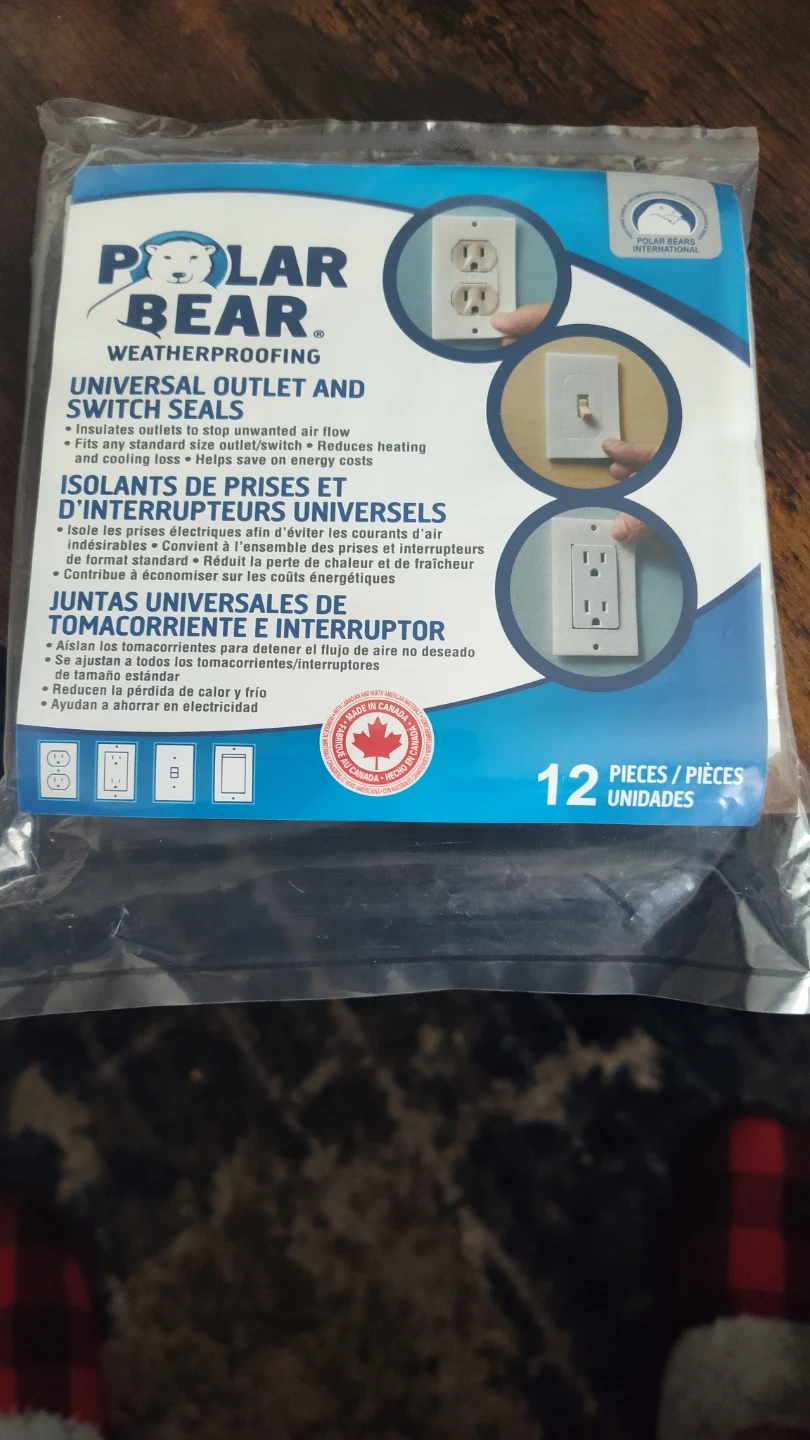 POLAR BEARS
INTERNATIONAL
POLAR
BEAR®
WEATHERPROOFING
UNIVERSAL OUTLET AND
SWITCH SEALS
• Insulates outlets to stop unwanted air flow
• Fits any standard size outlet/switch • Reduces heating
and cooling loss • Helps save on energy costs
ISOLANTS DE PRISES ET
D'INTERRUPTEURS UNIVERSELS
• Isole les prises électriques afin d'éviter les courants d'air
indésirables • Convient à l'ensemble des prises et interrupteurs
de format standard • Réduit la perte de chaleur et de fraîcheur
• Contribue à économiser sur les coûts énergétiques
JUNTAS UNIVERSALES DE
TOMACORRIENTE E INTERRUPTOR
• Aíslan los tomacorrientes para detener el flujo de aire no deseado
• Se ajustan a todos los tomacorrientes/interruptores
de tamaño estándar
• Reducen la pérdida de calor y frío
• Ayudan a ahorrar en electricidad
• MADE IN CANADA •
FABRIQUÉ AU CANADA • HECHO EN CANADA
12 PIECES / PIÈCES
UNIDADES